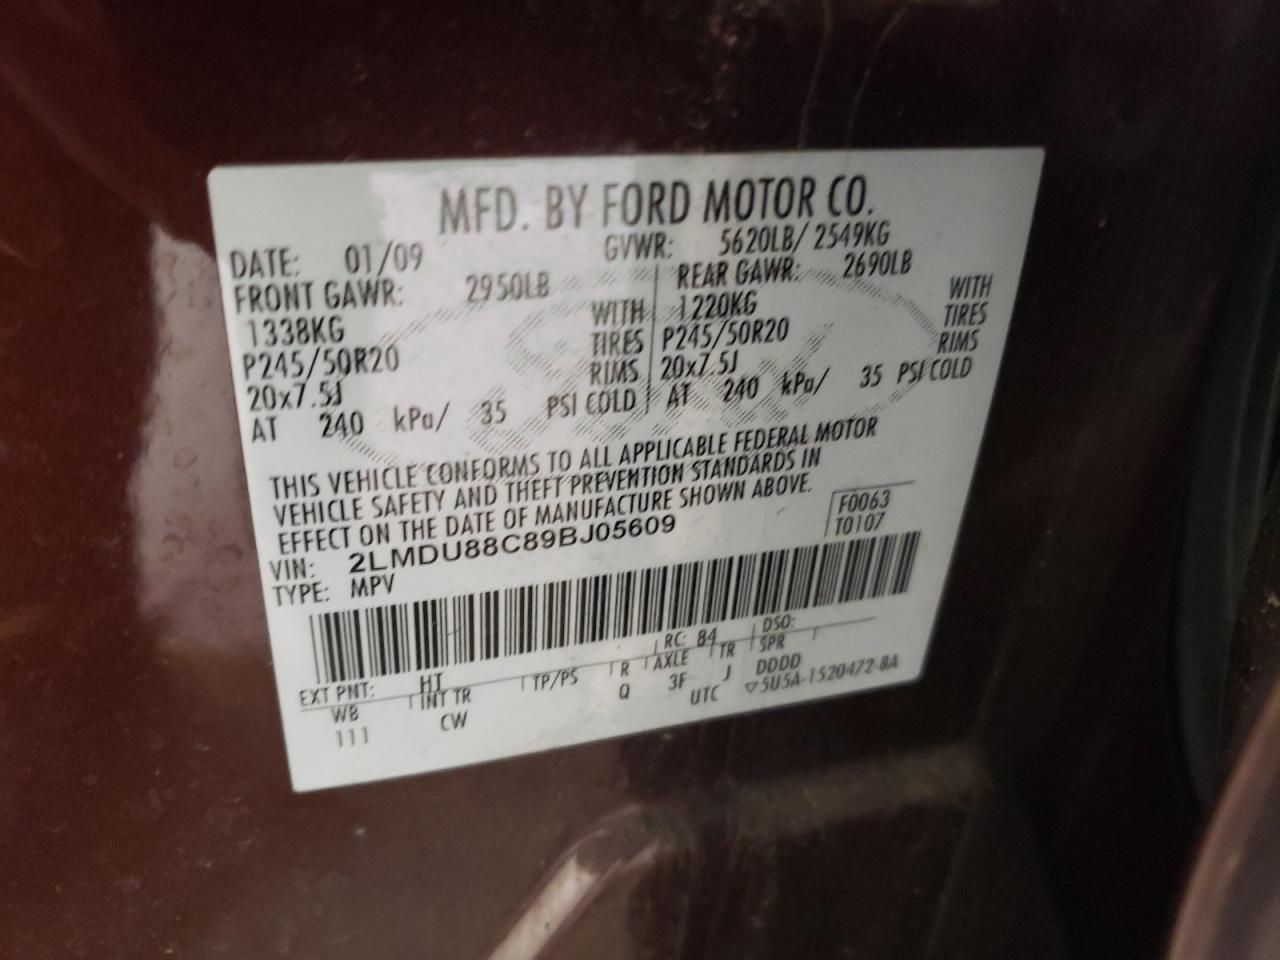 MFD. BY FORD MOTOR CO.
DATE: 01/09 GVWR: 5620LB/ 2549KG
FRONT GAWR: 2950LB REAR GAWR: 2690LB
1338KG WITH 1220KG WITH
P245/50R20 TIRES P245/50R20 TIRES
20x7.5J RIMS 20x7.5J RIMS
AT 240 kPa/ 35 PSI COLD AT 240 kPa/ 35 PSI COLD
THIS VEHICLE CONFORMS TO ALL APPLICABLE FEDERAL MOTOR
VEHICLE SAFETY AND THEFT PREVENTION STANDARDS IN
EFFECT ON THE DATE OF MANUFACTURE SHOWN ABOVE.
F0063
T0107
VIN: 2LMDU88C89BJ05609
TYPE: MPV
EXT PNT: HT RC: 84 DSO:
WB INT TR TP/PS R AXLE TR SPR
111 CW Q 3F J DDDD
UTC ▽5U5A-1520472-BA